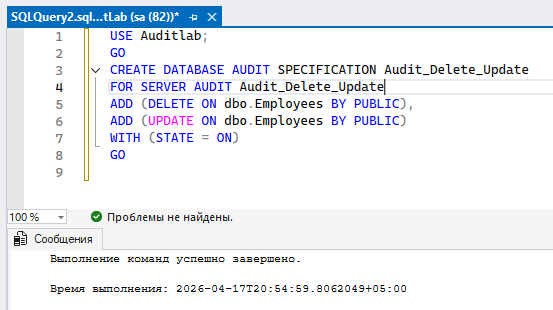 SQLQuery2.sql...tLab (sa (82))*
1 USE Auditlab;
2 GO
3 CREATE DATABASE AUDIT SPECIFICATION Audit_Delete_Update
4 FOR SERVER AUDIT Audit_Delete_Update
5 ADD (DELETE ON dbo.Employees BY PUBLIC),
6 ADD (UPDATE ON dbo.Employees BY PUBLIC)
7 WITH (STATE = ON)
8 GO
9
100 % Проблемы не найдены.
Сообщения
Выполнение команд успешно завершено.
Время выполнения: 2026-04-17T20:54:59.8062049+05:00